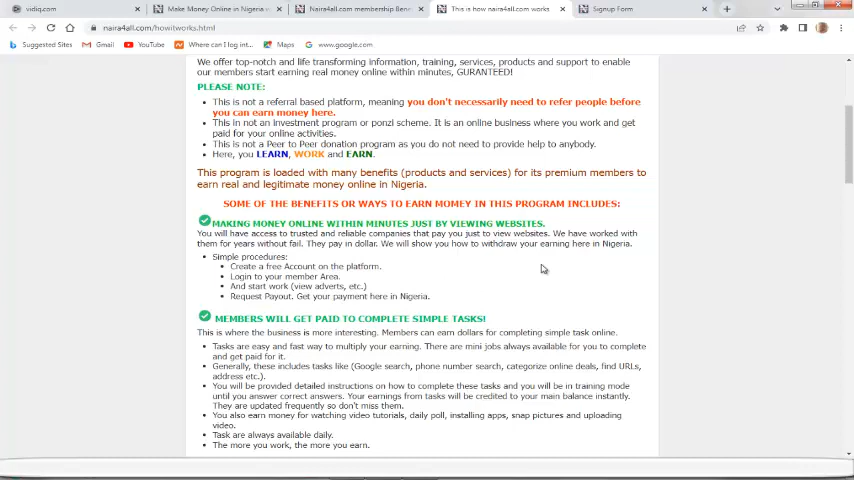 vidiq.com
Make Money Online in Nigeria w
Naira4all.com membership Bene
This is how naira4all.com works
Signup Form
naira4all.com/howitworks.html
Suggested Sites
Gmail
YouTube
Where can I log int...
Maps
www.google.com
We offer top-notch and life transforming information, training, services, products and support to enable
our members start earning real money online within minutes, GURANTEED!
PLEASE NOTE:
This is not a referral based platform, meaning you don't necessarily need to refer people before
you can earn money here.
This in not an investment program or ponzi scheme. It is an online business where you work and get
paid for your online activities.
This is not a Peer to Peer donation program as you do not need to provide help to anybody.
Here, you LEARN, WORK and EARN.
This program is loaded with many benefits (products and services) for its premium members to
earn real and legitimate money online in Nigeria.
SOME OF THE BENEFITS OR WAYS TO EARN MOMEY IN THIS PROGRAM INCLUDES:
MAKING MONEY ONLINE WITHIN MINUTES JUST BY VIEWING WEBSITES.
You will have access to trusted and reliable companies that pay you just to view websites. We have worked with
them for years without fail. They pay in dollar. We will show you how to withdraw your earning here in Nigeria.
Simple procedures:
Create a free Account on the platform.
Login to your member Area.
And start work (view adverts, etc.)
Request Payout. Get your payment here in Nigeria.
MEMBERS WILL GET PAID TO COMPLETE SIMPLE TASKS!
This is where the business is more interesting. Members can earn dollars for completing simple task online.
Tasks are easy and fast way to multiply your earning. There are mini jobs always available for you to complete
and get paid for it.
Generally, these includes tasks like (Google search, phone number search, categorize online deals, find URLs,
address etc.).
You will be provided detailed instructions on how to complete these tasks and you will be in training mode
until you answer correct answers. Your earnings from tasks will be credited to your main balance instantly.
They are updated frequently so don't miss them.
You also earn money for watching video tutorials, daily poll, installing apps, snap pictures and uploading
video.
Task are always available daily.
The more you work, the more you earn.